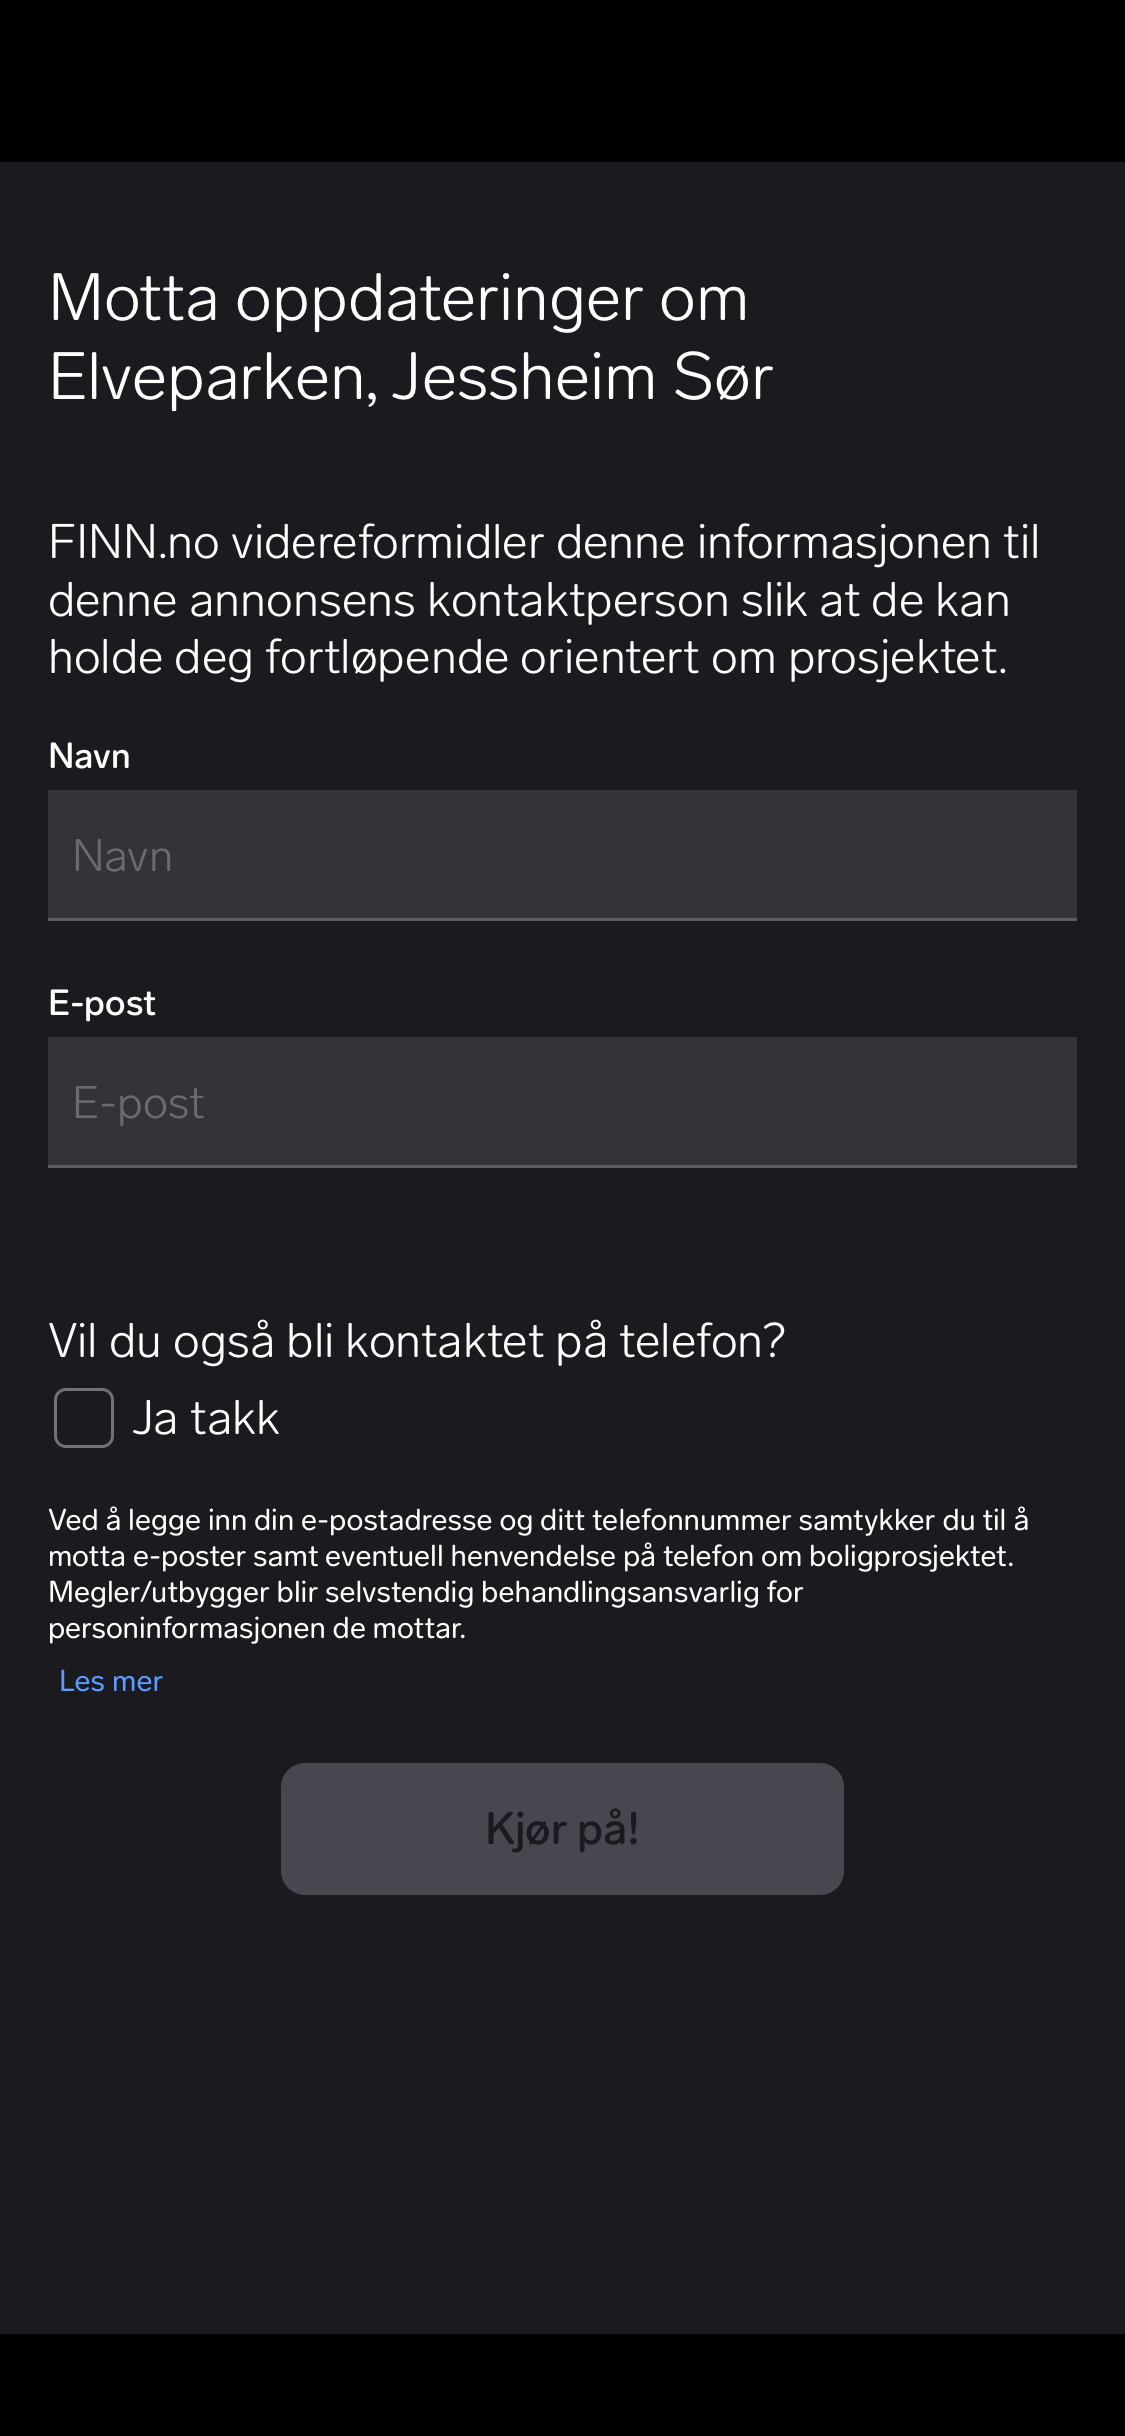 Motta oppdateringer om
Elveparken, Jessheim Sør
FINN.no videreformidler denne informasjonen til
denne annonsens kontaktperson slik at de kan
holde deg fortløpende orientert om prosjektet.
Navn
Navn
E-post
E-post
Vil du også bli kontaktet på telefon?
Ja takk
Ved å legge inn din e-postadresse og ditt telefonnummer samtykker du til å
motta e-poster samt eventuell henvendelse på telefon om boligprosjektet.
Megler/utbygger blir selvstendig behandlingsansvarlig for
personinformasjonen de mottar.
Les mer
Kjør på!